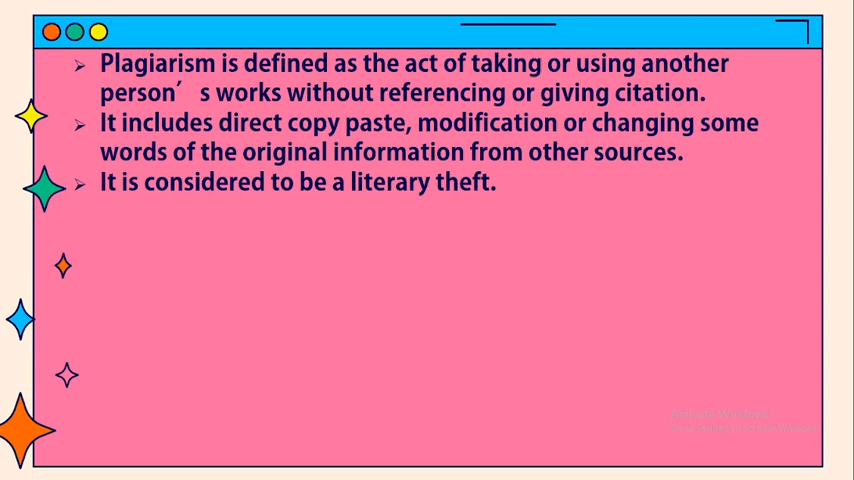 ➢ Plagiarism is defined as the act of taking or using another
person’ s works without referencing or giving citation.
➢ It includes direct copy paste, modification or changing some
words of the original information from other sources.
➢ It is considered to be a literary theft.
Activate Windows